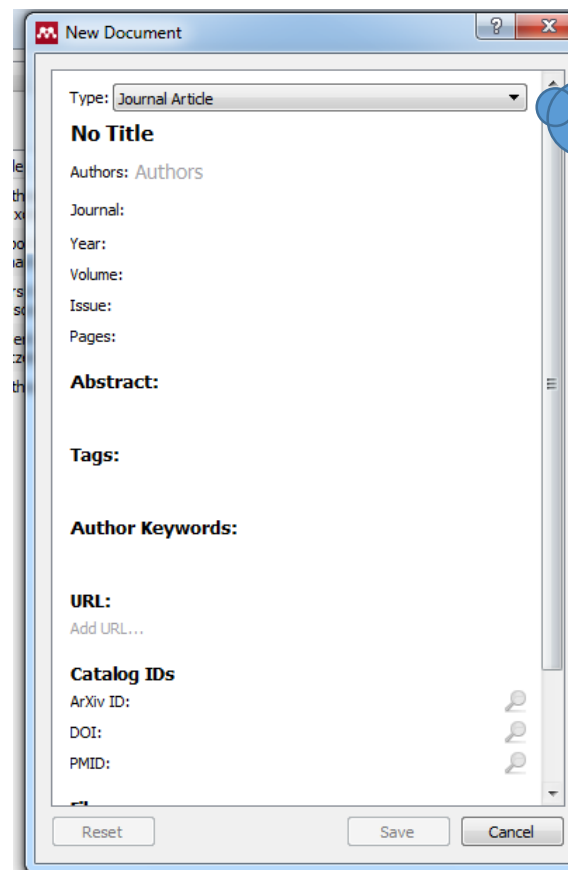 New Document
Type: Journal Article
No Title
Authors: Authors
Journal:
Year:
Volume:
Issue:
Pages:
Abstract:
Tags:
Author Keywords:
URL:
Add URL...
Catalog IDs
ArXiv ID:
DOI:
PMID:
Reset Save Cancel